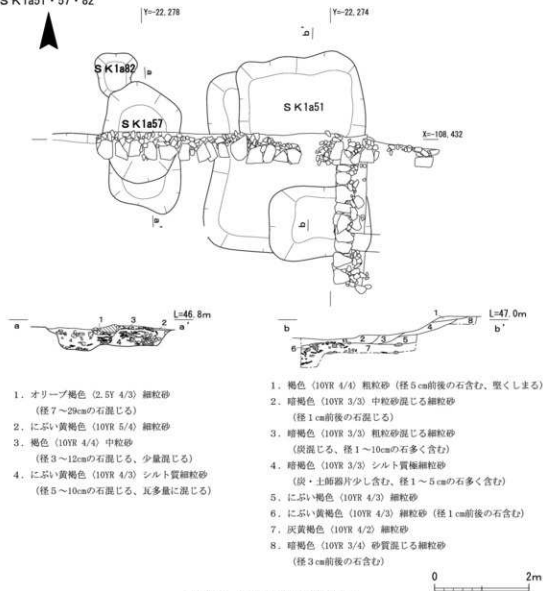 SK1a51・57・82
Y=-22,278
Y=-22,274
b'
SK1a82
a
SK1a51
SK1a57
X=-108,432
a'
b
L=46.8m
a
1
3
2
a'
4
L=47.0m
b
1
4
8
b'
2
3
5
6
7
1. オリーブ褐色（2.5Y 4/3）細粒砂
（径7～29cmの石混じる）
2. にぶい黄褐色（10YR 5/4）細粒砂
3. 褐色（10YR 4/4）中粒砂
（径3～12cmの石混じる、少量混じる）
4. にぶい黄褐色（10YR 4/3）シルト質細粒砂
（径5～10cmの石混じる、瓦多量に混じる）
1. 褐色（10YR 4/4）粗粒砂（径5cm前後の石含む、堅くしまる）
2. 暗褐色（10YR 3/3）中粒砂混じる細粒砂
（径1cm前後の石混じる）
3. 暗褐色（10YR 3/3）粗粒砂混じる細粒砂
（炭混じる、径1～10cmの石多く含む）
4. 暗褐色（10YR 3/3）シルト質極細粒砂
（炭・土師器片少し含む、径1～5cmの石多く含む）
5. にぶい褐色（10YR 4/3）細粒砂
6. にぶい黄褐色（10YR 4/3）細粒砂（径1cm前後の石含む）
7. 灰黄褐色（10YR 4/2）細粒砂
8. 暗褐色（10YR 3/4）砂質混じる細粒砂
（径3cm前後の石含む）
0
2m